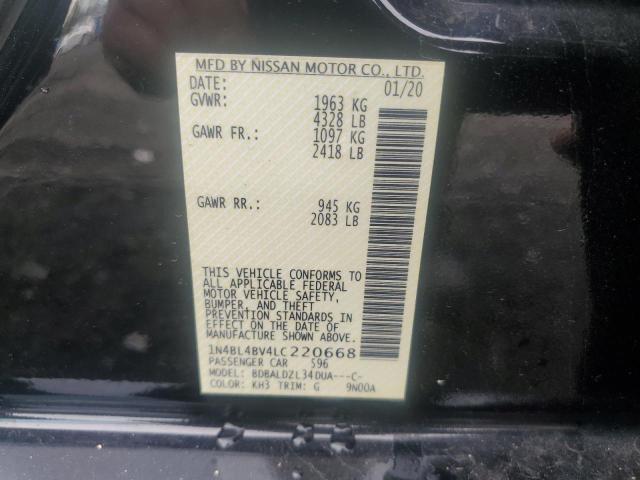 MFD BY NISSAN MOTOR CO., LTD.
DATE: 01/20
GVWR: 1963 KG
4328 LB
GAWR FR.: 1097 KG
2418 LB
GAWR RR.: 945 KG
2083 LB
THIS VEHICLE CONFORMS TO
ALL APPLICABLE FEDERAL
MOTOR VEHICLE SAFETY,
BUMPER, AND THEFT
PREVENTION STANDARDS IN
EFFECT ON THE DATE OF
MANUFACTURE SHOWN ABOVE.
1N4BL4BV4LC220668
PASSENGER CAR S96
MODEL: BDBALDZL34DUA---C-
COLOR: KH3 TRIM: G 9N00A